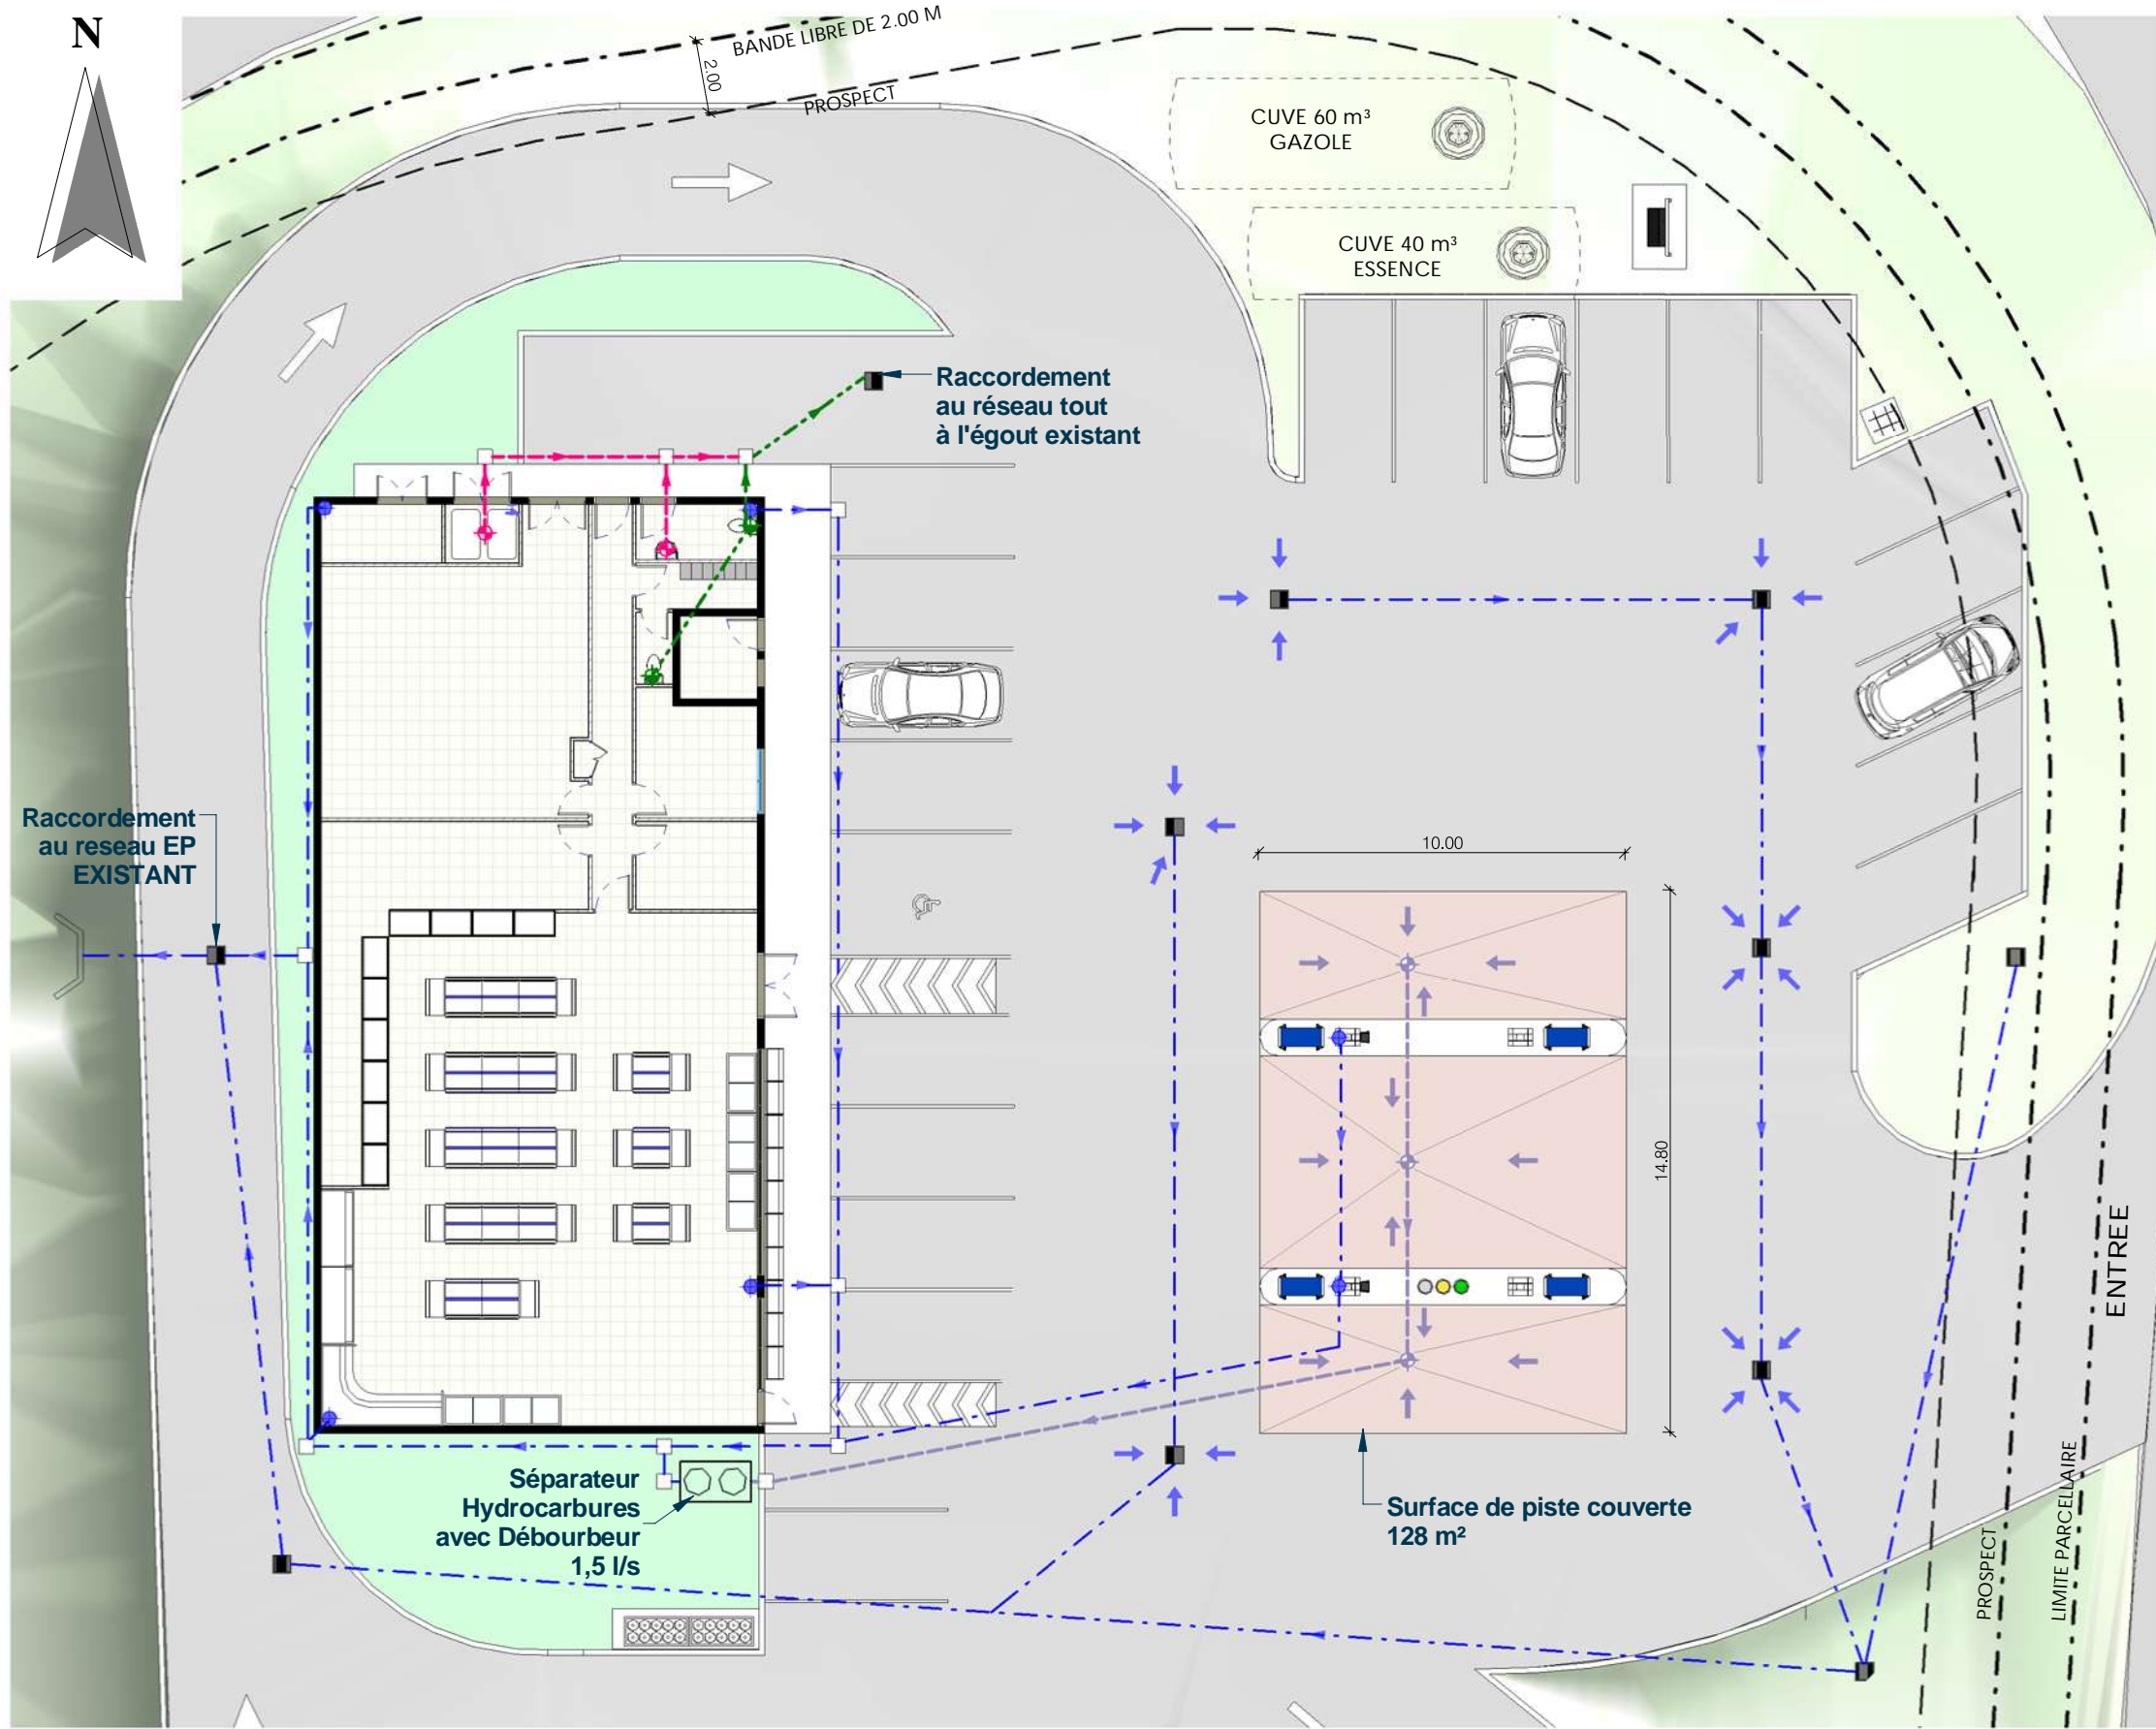 N
BANDE LIBRE DE 2.00 M
2.00
PROSPECT
CUVE 60 m³
GAZOLE
CUVE 40 m³
ESSENCE
Raccordement
au réseau tout
à l'égout existant
Raccordement
au reseau EP
EXISTANT
10.00
14.80
ENTREE
Séparateur
Hydrocarbures
avec Débourbeur
1,5 l/s
Surface de piste couverte
128 m²
PROSPECT
LIMITE PARCELLAIRE